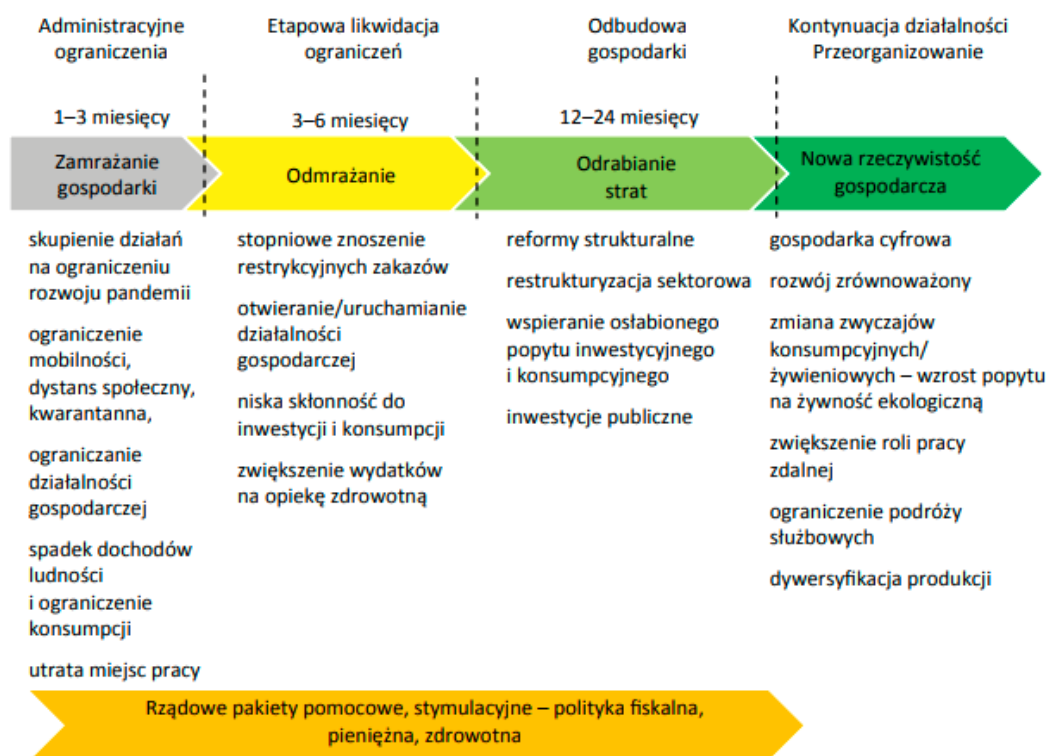 Administracyjne
ograniczenia
Etapowa likwidacja
ograniczeń
Odbudowa
gospodarki
Kontynuacja działalności
Przeorganizowanie
1–3 miesięcy
3–6 miesięcy
12–24 miesięcy
Zamrażanie
gospodarki
Odmrażanie
Odrabianie
strat
Nowa rzeczywistość
gospodarcza
skupienie działań
na ograniczeniu
rozwoju pandemii
ograniczenie
mobilności,
dystans społeczny,
kwarantanna,
ograniczanie
działalności
gospodarczej
spadek dochodów
ludności
i ograniczenie
konsumpcji
utrata miejsc pracy
stopniowe znoszenie
restrykcyjnych zakazów
otwieranie/uruchamianie
działalności
gospodarczej
niska skłonność do
inwestycji i konsumpcji
zwiększenie wydatków
na opiekę zdrowotną
reformy strukturalne
restrukturyzacja sektorowa
wspieranie osłabionego
popytu inwestycyjnego
i konsumpcyjnego
inwestycje publiczne
gospodarka cyfrowa
rozwój zrównoważony
zmiana zwyczajów
konsumpcyjnych/
żywieniowych – wzrost popytu
na żywność ekologiczną
zwiększenie roli pracy
zdalnej
ograniczenie podróży
służbowych
dywersyfikacja produkcji
Rządowe pakiety pomocowe, stymulacyjne – polityka fiskalna,
pieniężna, zdrowotna